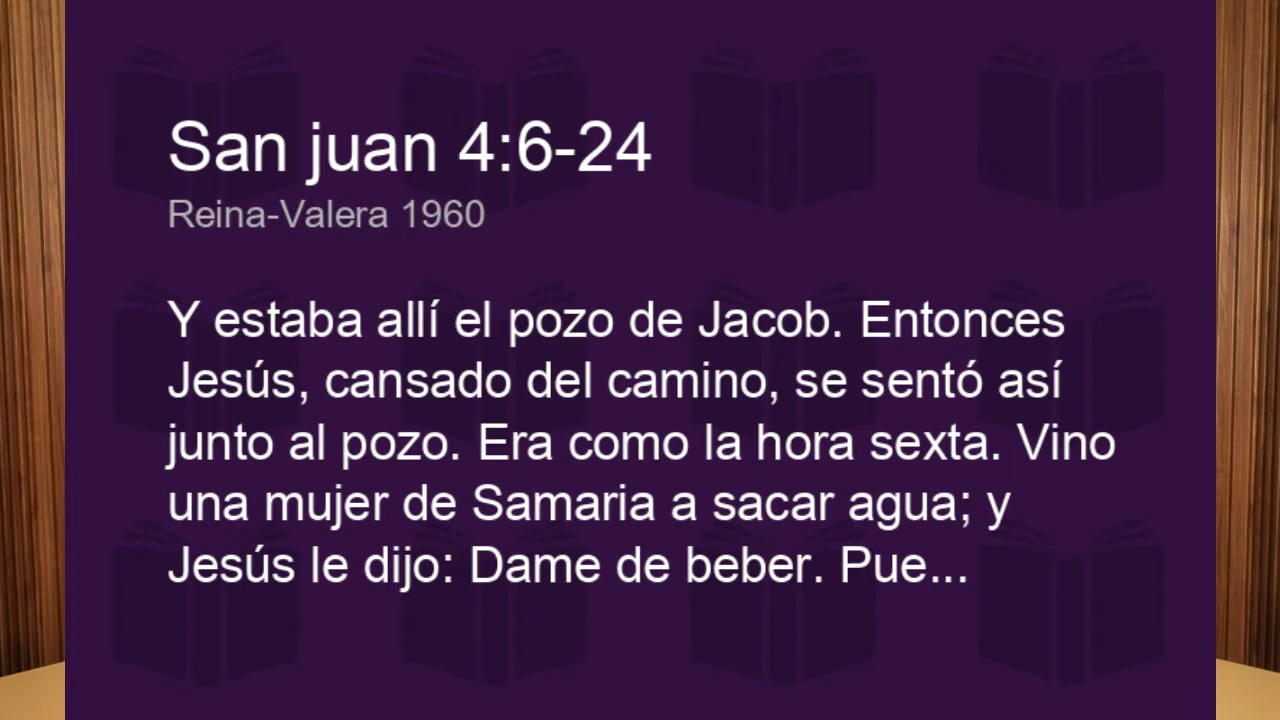 San juan 4:6-24
Reina-Valera 1960
Y estaba allí el pozo de Jacob. Entonces
Jesús, cansado del camino, se sentó así
junto al pozo. Era como la hora sexta. Vino
una mujer de Samaria a sacar agua; y
Jesús le dijo: Dame de beber. Pue...